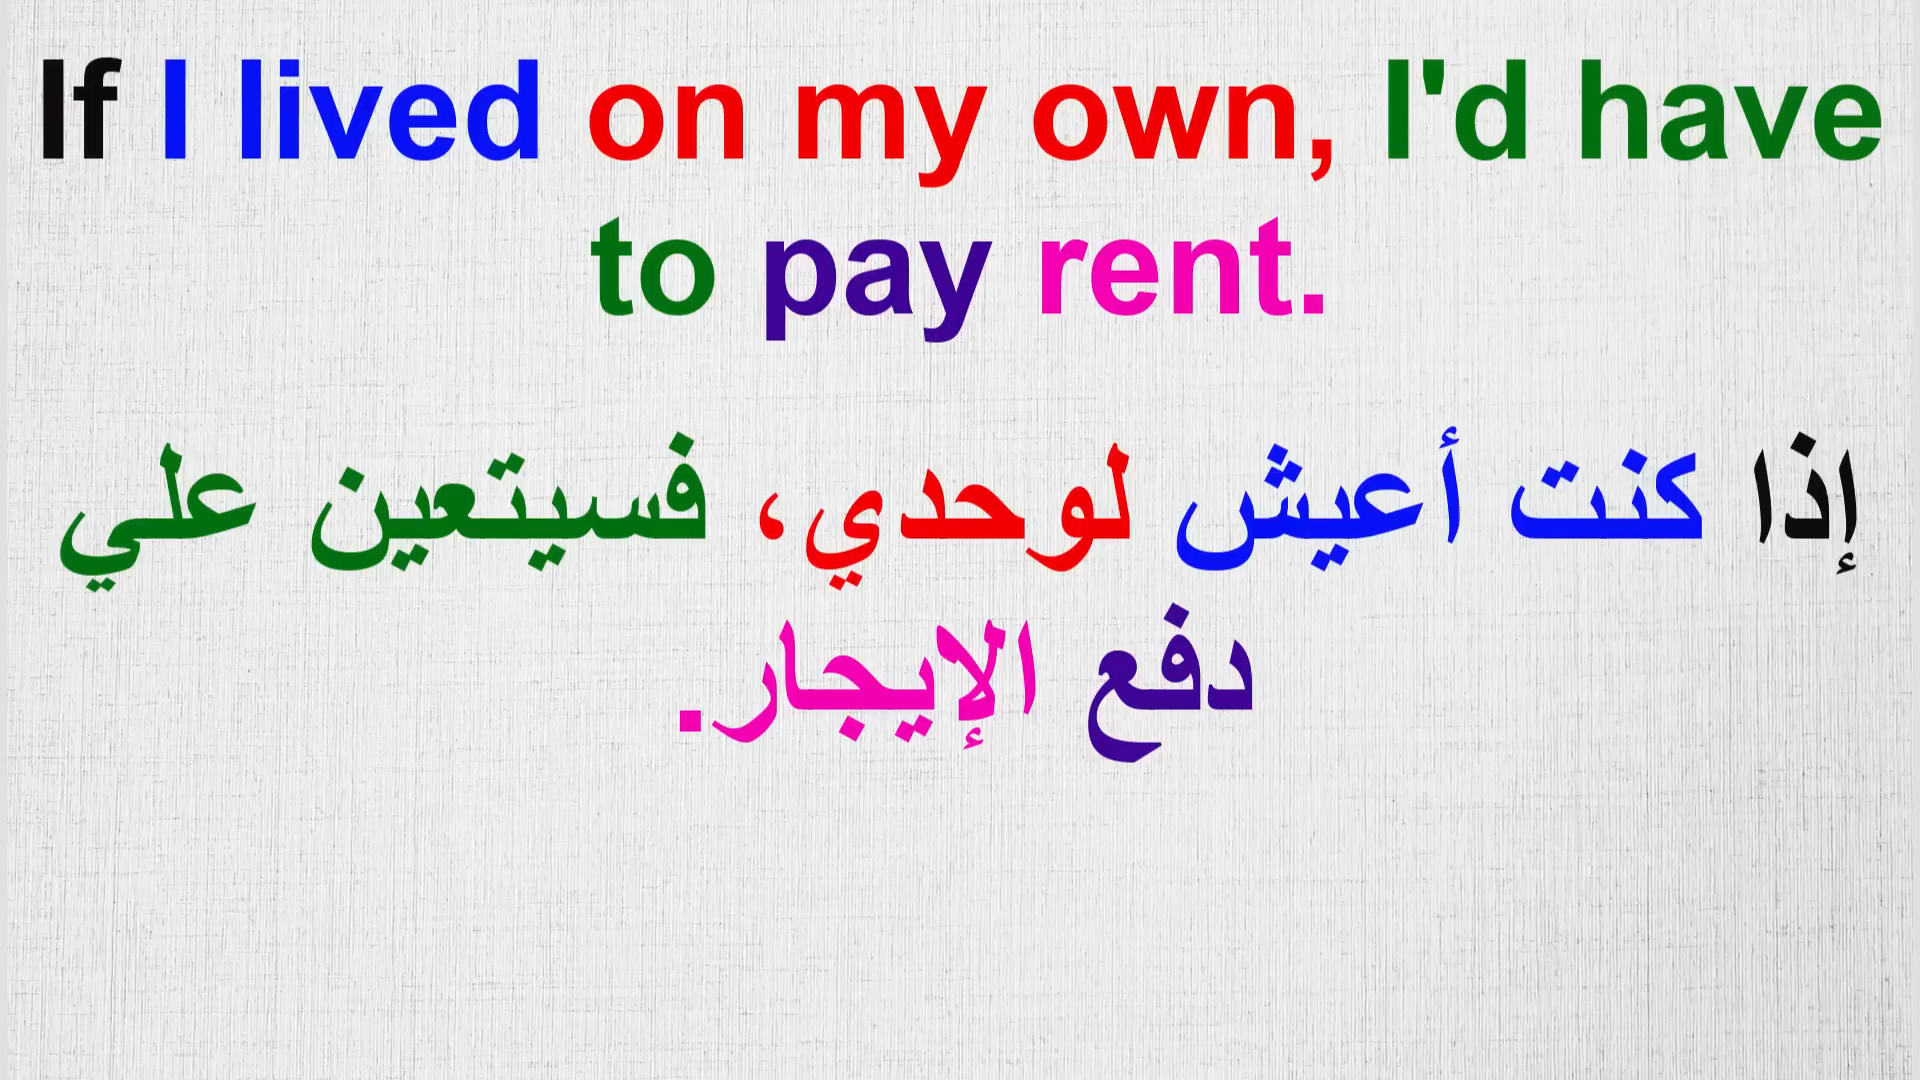 If I lived on my own, I'd have
to pay rent.
إذا كنت أعيش لوحدي، فسيتعين علي
دفع الإيجار.